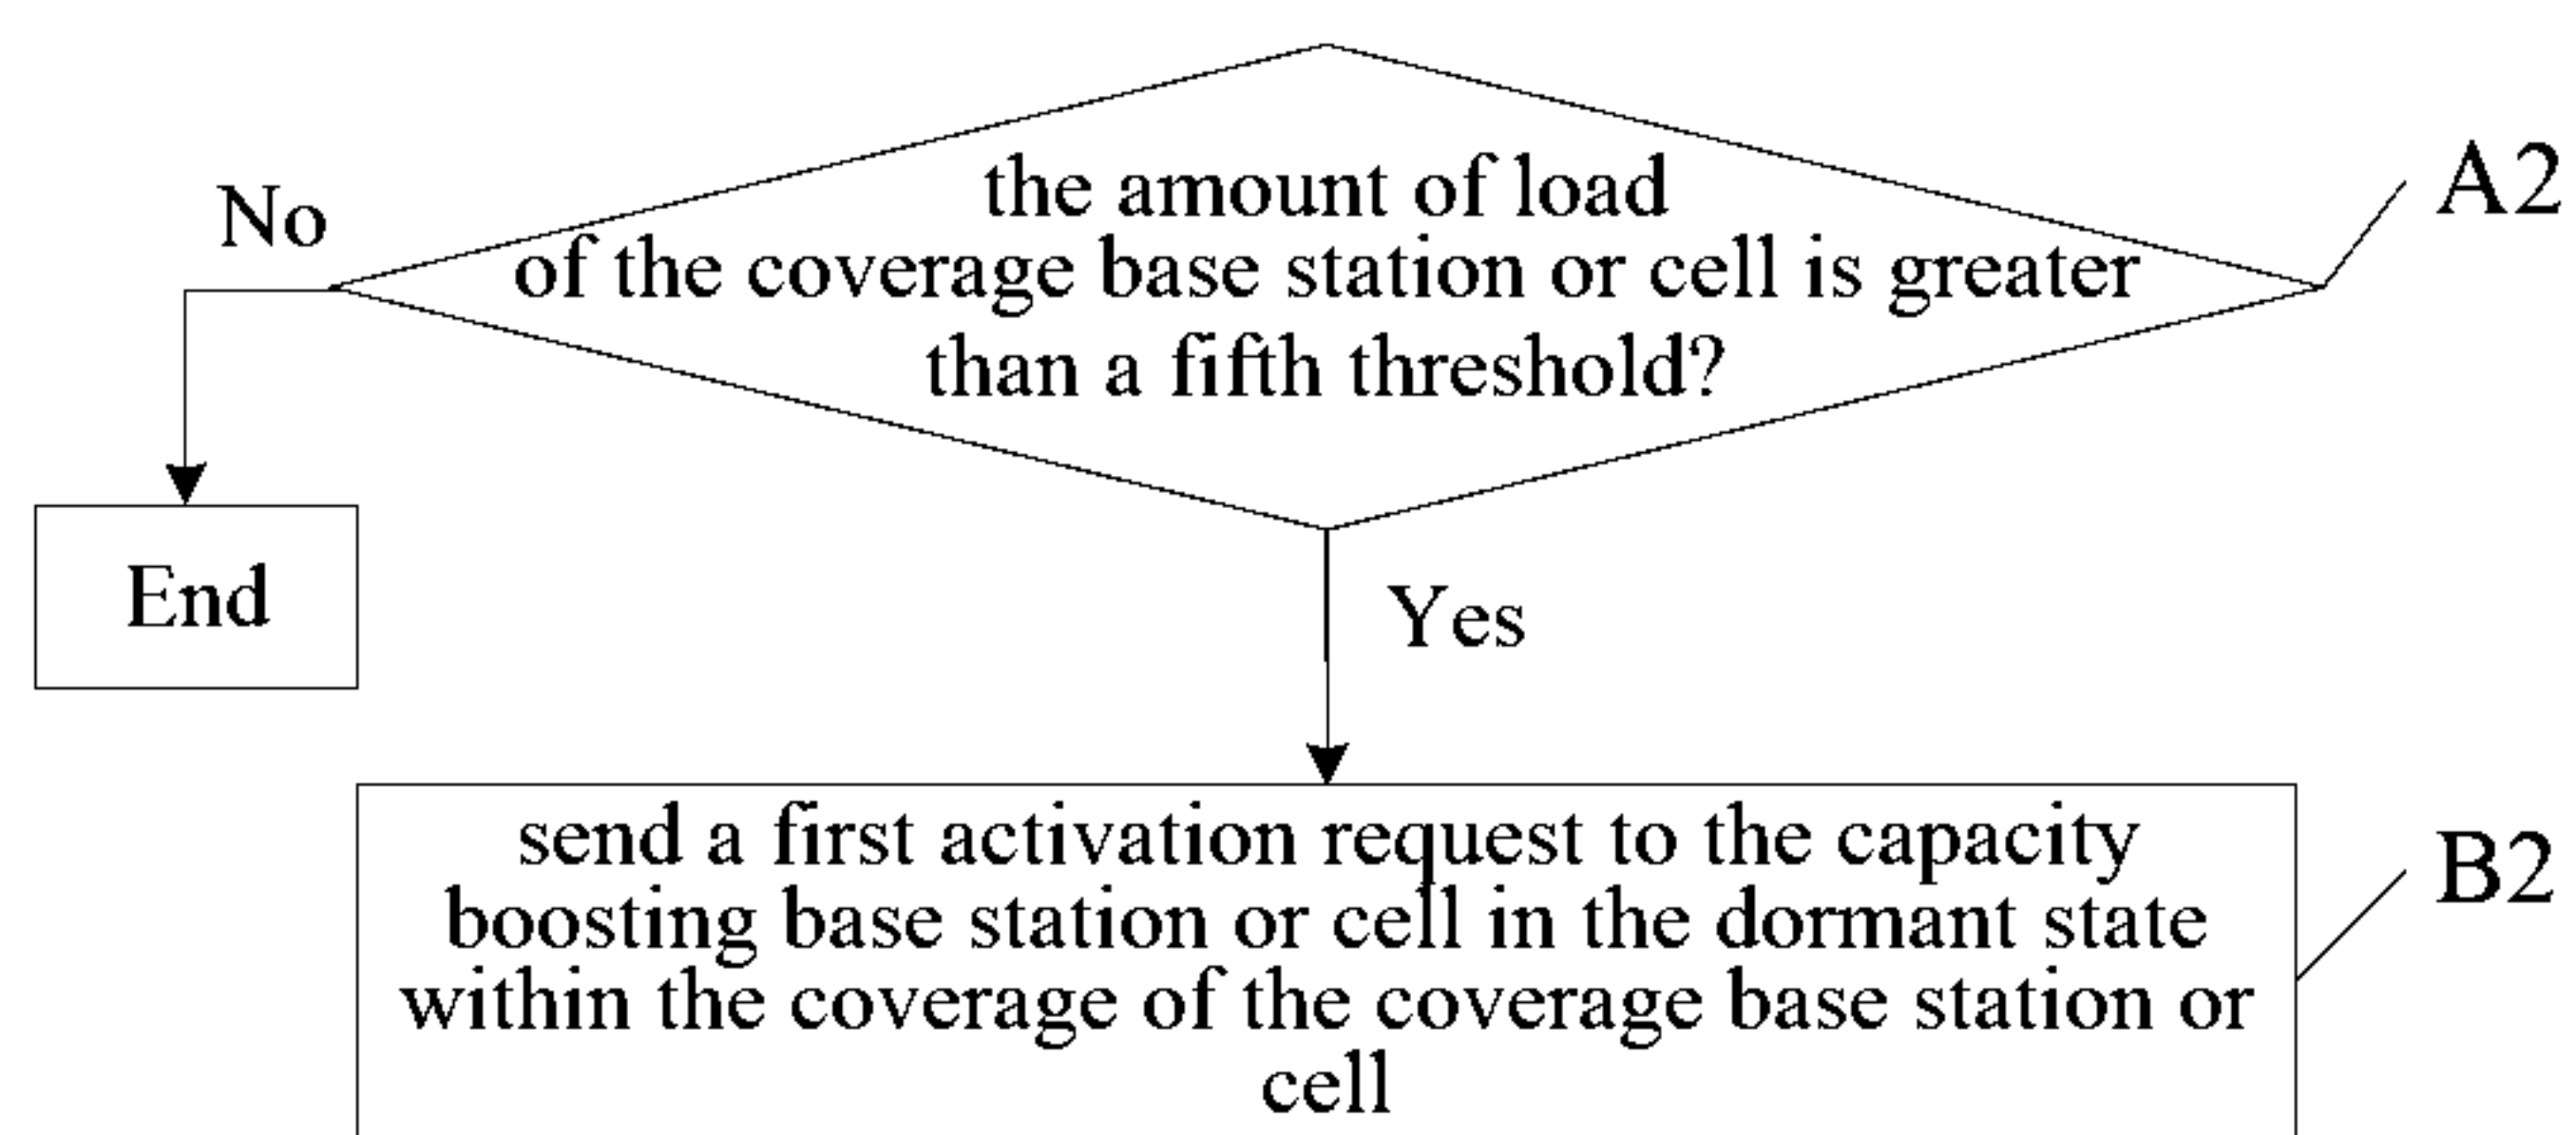 the amount of load
of the coverage base station or cell is greater
than a fifth threshold?
A2
No
End
Yes
send a first activation request to the capacity
boosting base station or cell in the dormant state
within the coverage of the coverage base station or
cell
B2